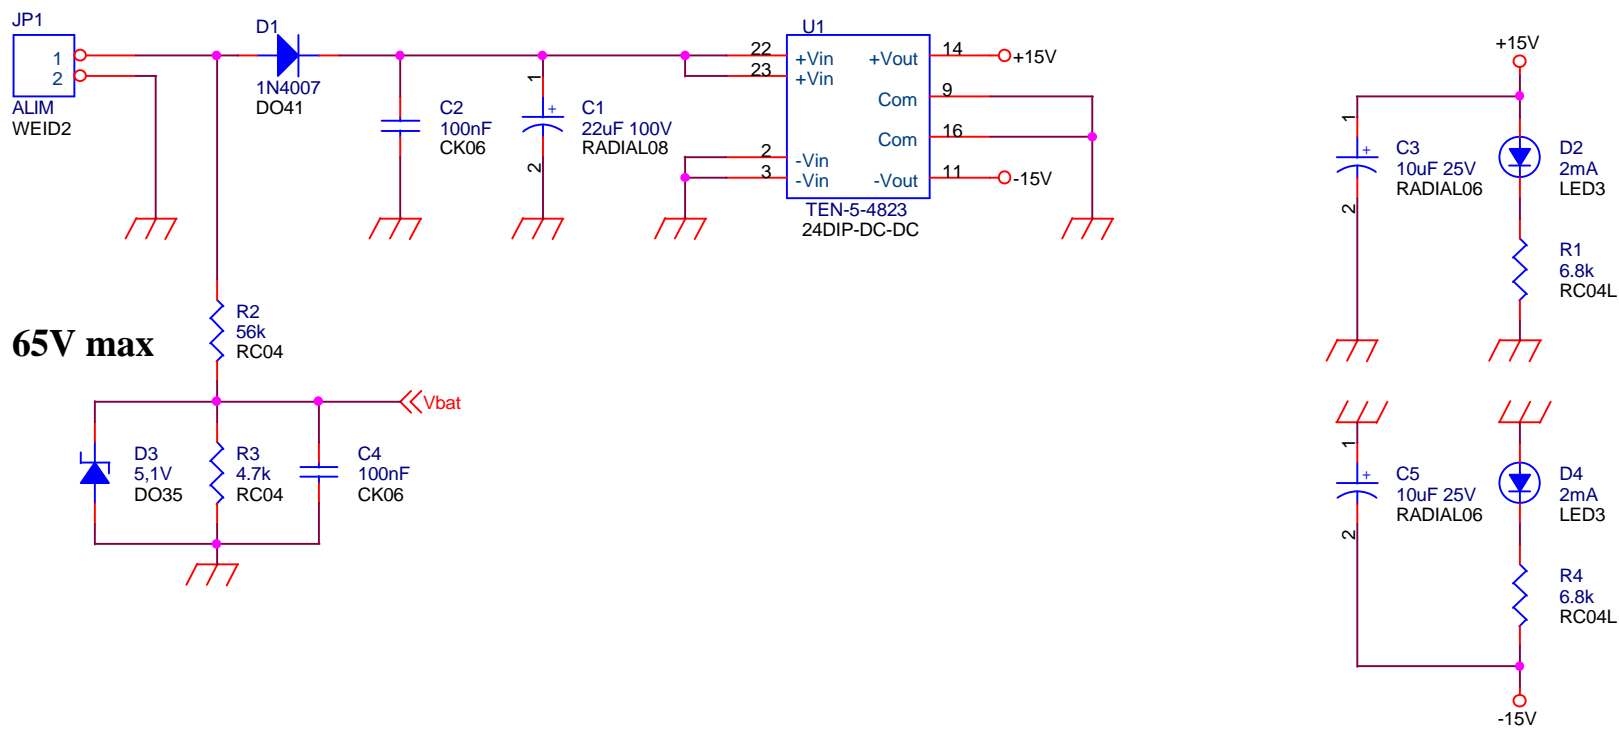 JP1
1
2
ALIM
WEID2
D1
1N4007
DO41
C2
100nF
CK06
1
2
+
C1
22uF 100V
RADIAL08
U1
22
+Vin
23
+Vin
2
-Vin
3
-Vin
+Vout
14
+15V
Com
9
Com
16
-Vout
11
-15V
TEN-5-4823
24DIP-DC-DC
+15V
1
2
+
C3
10uF 25V
RADIAL06
D2
2mA
LED3
R1
6.8k
RC04L
65V max
R2
56k
RC04
Vbat
D3
5,1V
DO35
R3
4.7k
RC04
C4
100nF
CK06
1
2
+
C5
10uF 25V
RADIAL06
D4
2mA
LED3
R4
6.8k
RC04L
-15V